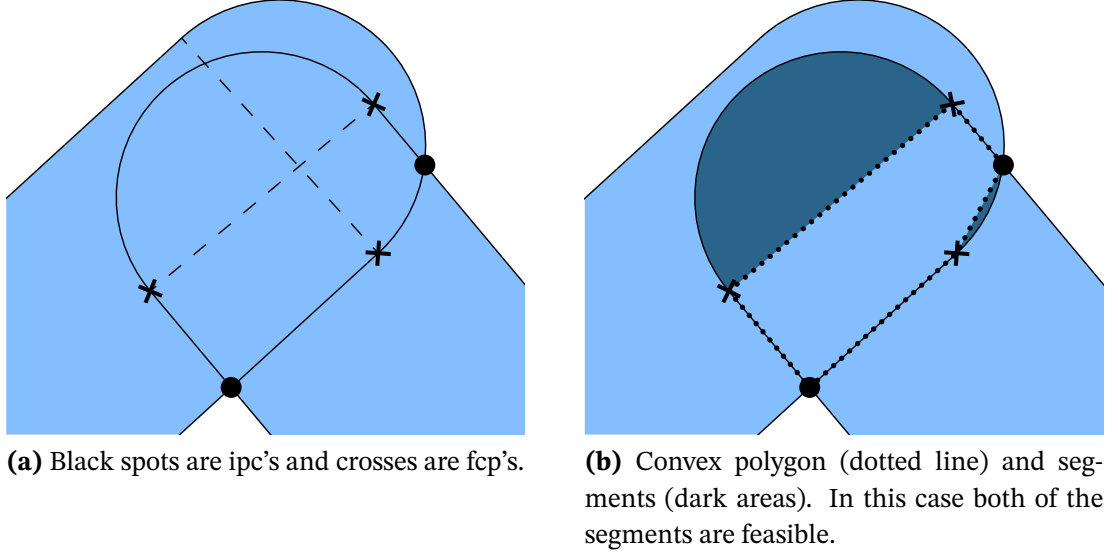 (a) Black spots are ipc's and crosses are fcp's.
(b) Convex polygon (dotted line) and seg-
ments (dark areas). In this case both of the
segments are feasible.